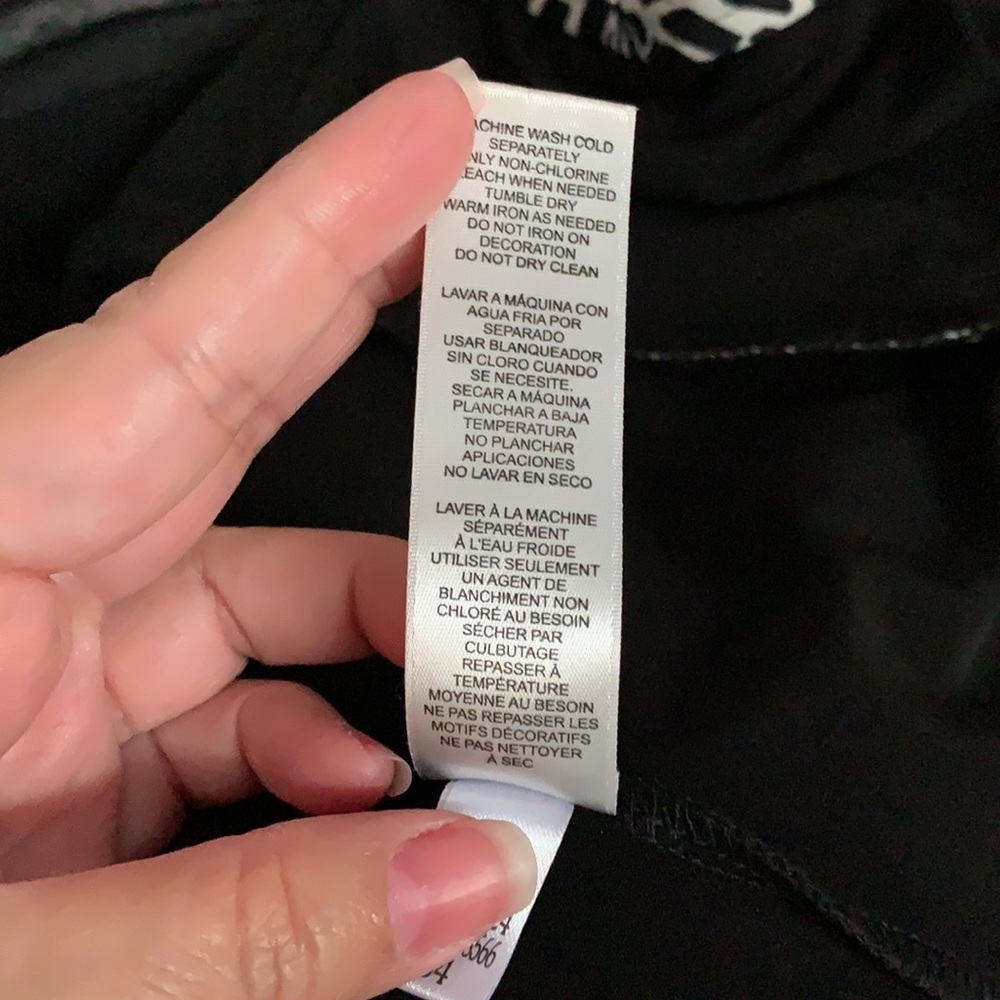 ACHINE WASH COLD
SEPARATELY
NLY NON-CHLORINE
LEACH WHEN NEEDED
TUMBLE DRY
WARM IRON AS NEEDED
DO NOT IRON ON
DECORATION
DO NOT DRY CLEAN
LAVAR A MÁQUINA CON
AGUA FRIA POR
SEPARADO
USAR BLANQUEADOR
SIN CLORO CUANDO
SE NECESITE.
SECAR A MÁQUINA
PLANCHAR A BAJA
TEMPERATURA
NO PLANCHAR
APLICACIONES
NO LAVAR EN SECO
LAVER À LA MACHINE
SÉPARÉMENT
À L'EAU FROIDE
UTILISER SEULEMENT
UN AGENT DE
BLANCHIMENT NON
CHLORÉ AU BESOIN
SÉCHER PAR
CULBUTAGE
REPASSER À
TEMPÉRATURE
MOYENNE AU BESOIN
NE PAS REPASSER LES
MOTIFS DÉCORATIFS
NE PAS NETTOYER
À SEC